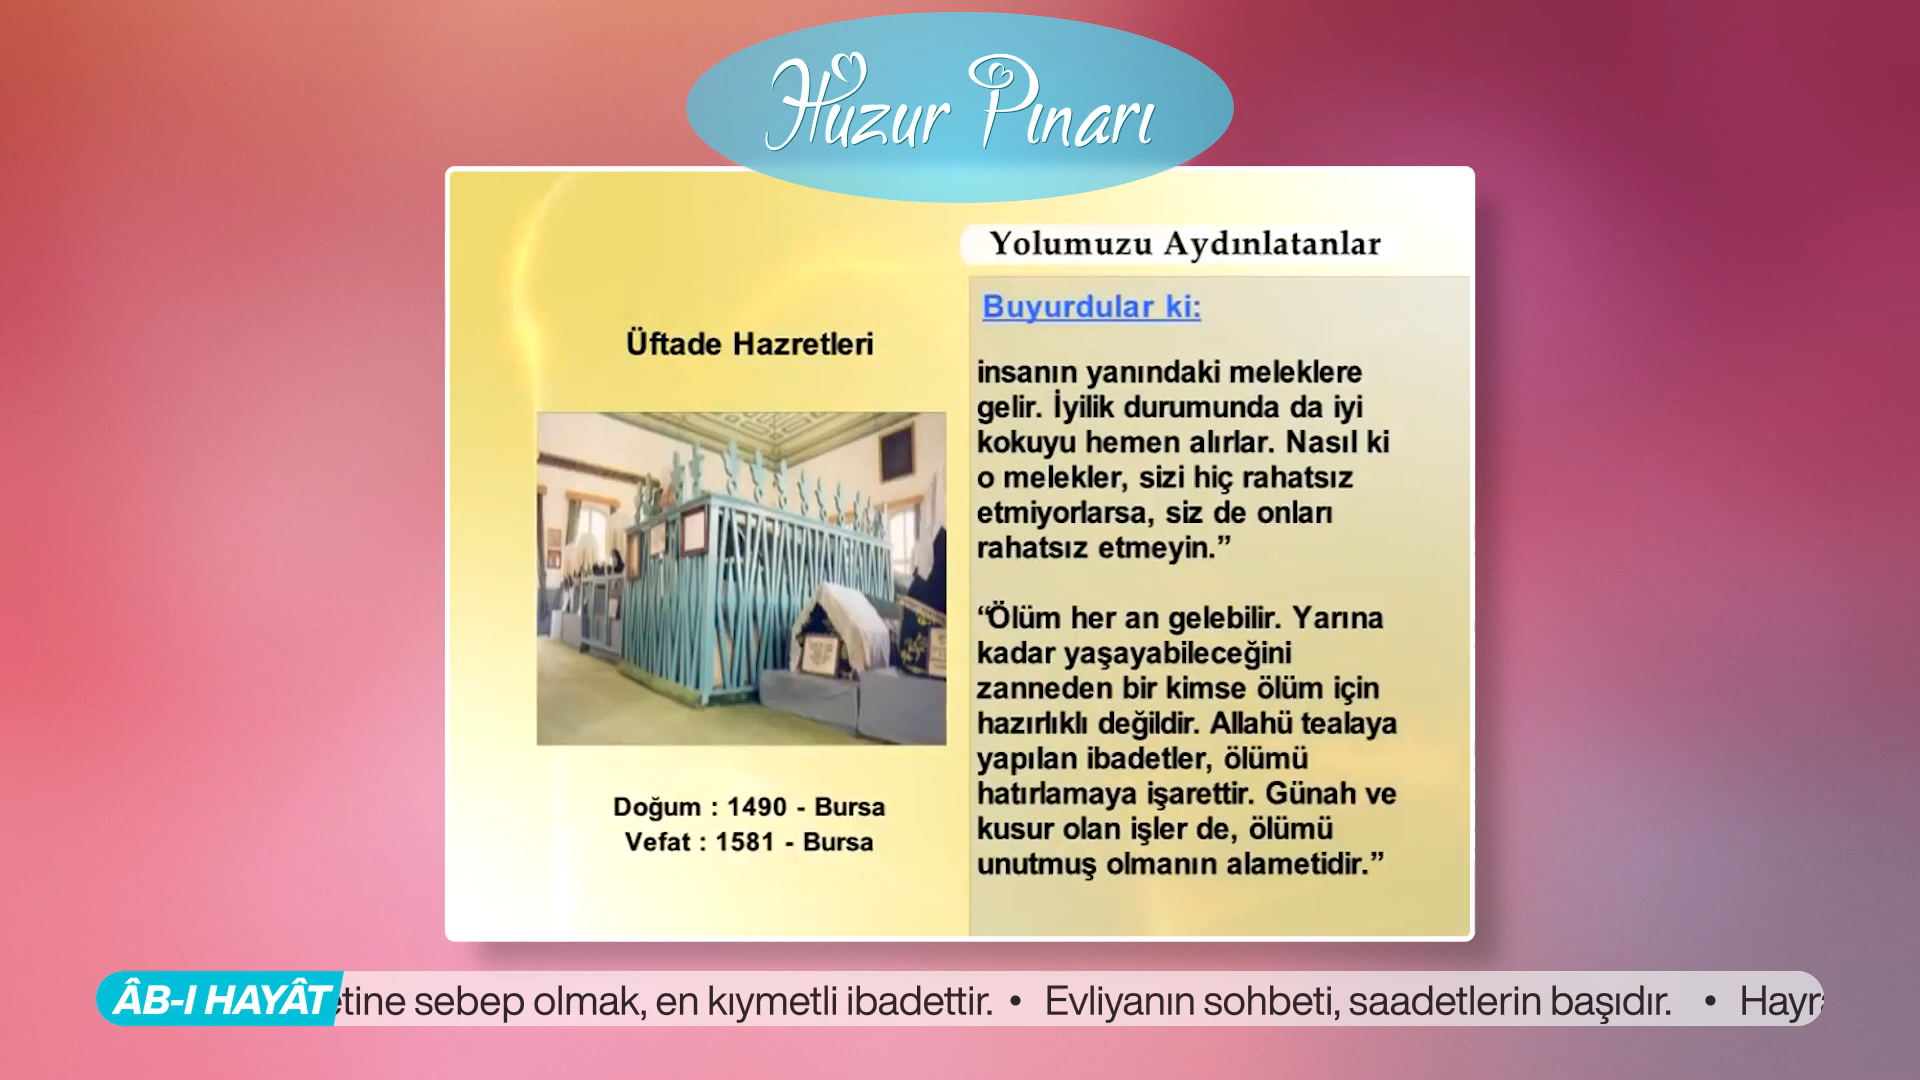 Huzur Pınarı
Yolumuzu Aydınlatanlar
Üftade Hazretleri
Doğum : 1490 - Bursa
Vefat : 1581 - Bursa
Buyurdular ki:
insanın yanındaki meleklere
gelir. İyilik durumunda da iyi
kokuyu hemen alırlar. Nasıl ki
o melekler, sizi hiç rahatsız
etmiyorlarsa, siz de onları
rahatsız etmeyin.”
“Ölüm her an gelebilir. Yarına
kadar yaşayabileceğini
zanneden bir kimse ölüm için
hazırlıklı değildir. Allahü tealaya
yapılan ibadetler, ölümü
hatırlamaya işarettir. Günah ve
kusur olan işler de, ölümü
unutmuş olmanın alametidir.”
ÂB-I HAYÂT etine sebep olmak, en kıymetli ibadettir. • Evliyanın sohbeti, saadetlerin başıdır. • Hayr